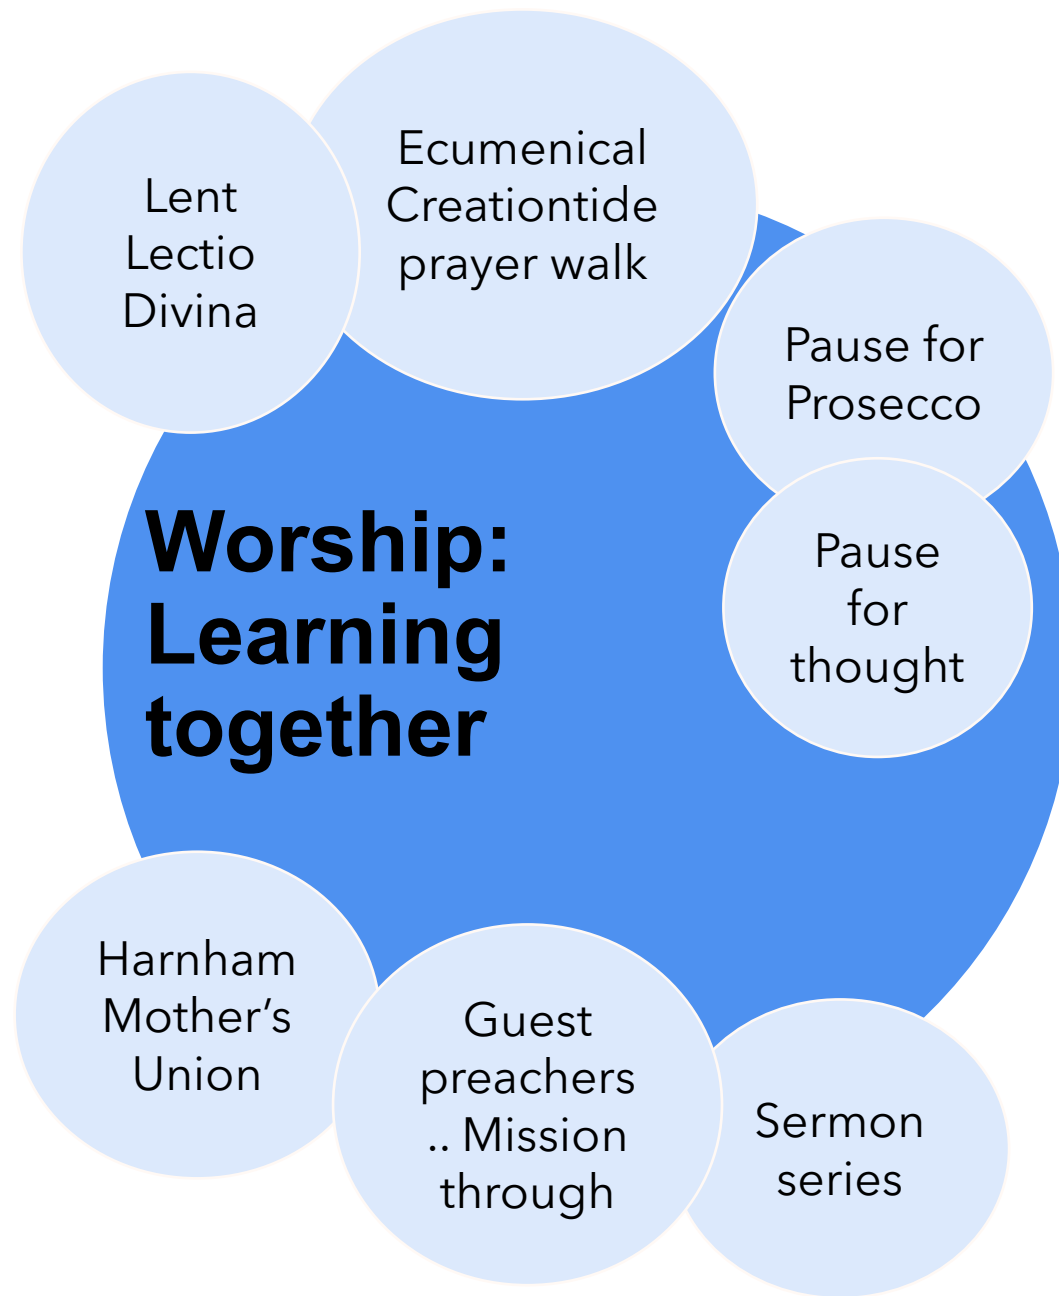 Lent
Lectio
Divina
Ecumenical
Creationtide
prayer walk
Pause for
Prosecco
Pause
for
thought
Worship:
Learning
together
Harnham
Mother’s
Union
Guest
preachers
.. Mission
through
Sermon
series